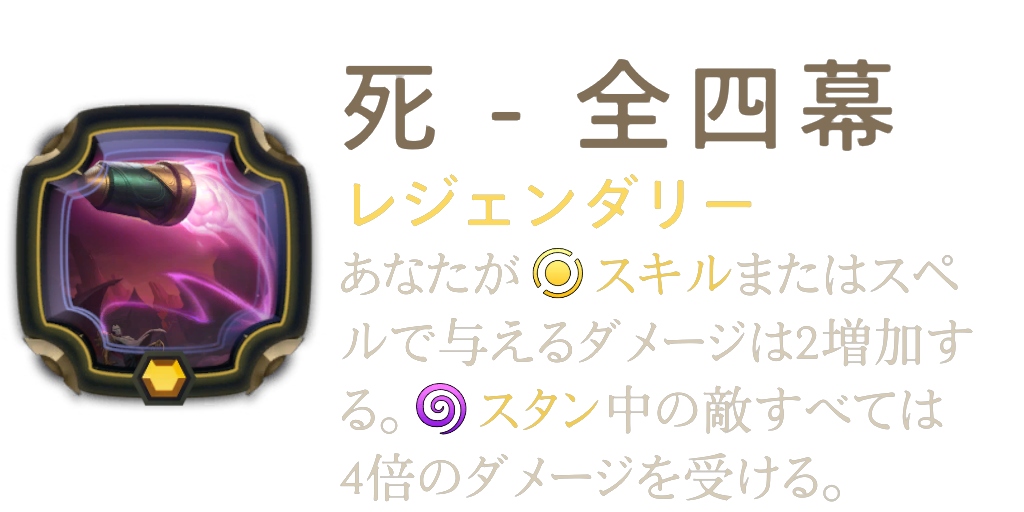 死 - 全四幕
レジェンダリー
あなたがスキルまたはスペ
ルで与えるダメージは2増加す
る。スタン中の敵すべては
4倍のダメージを受ける。